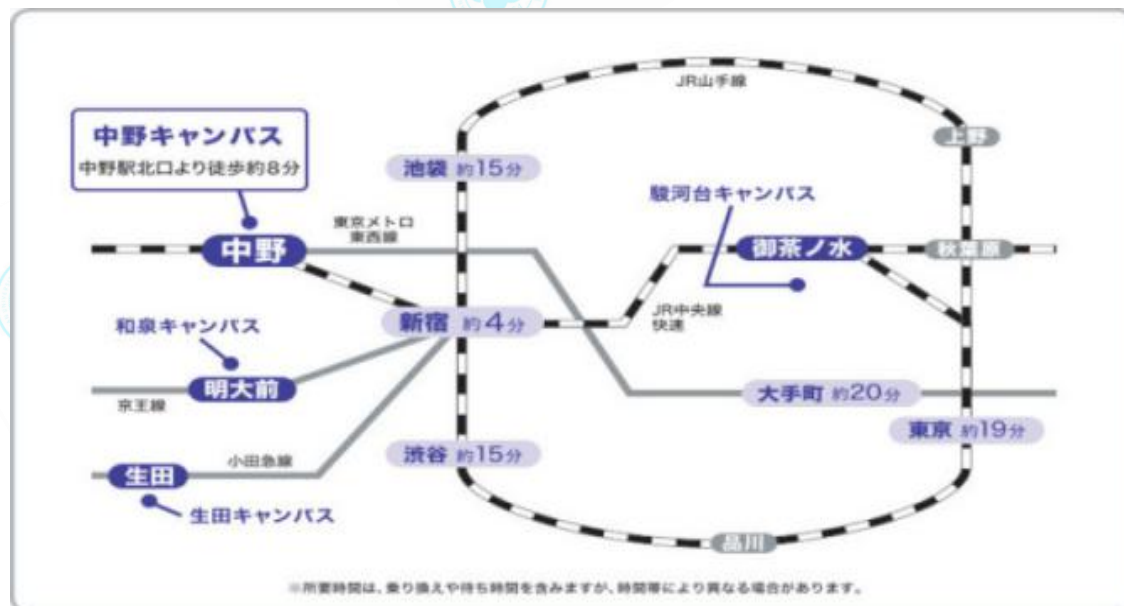 JR山手線
上野
中野キャンパス
中野駅北口より徒歩約8分
池袋 約15分
駿河台キャンパス
東京メトロ
東西線
中野
御茶ノ水
秋葉原
新宿 約4分
JR中央線
快速
和泉キャンパス
明大前
京王線
大手町 約20分
東京 約19分
渋谷 約15分
小田急線
生田
生田キャンパス
品川
※所要時間は、乗り換えや待ち時間を含みますが、時間帯により異なる場合があります。